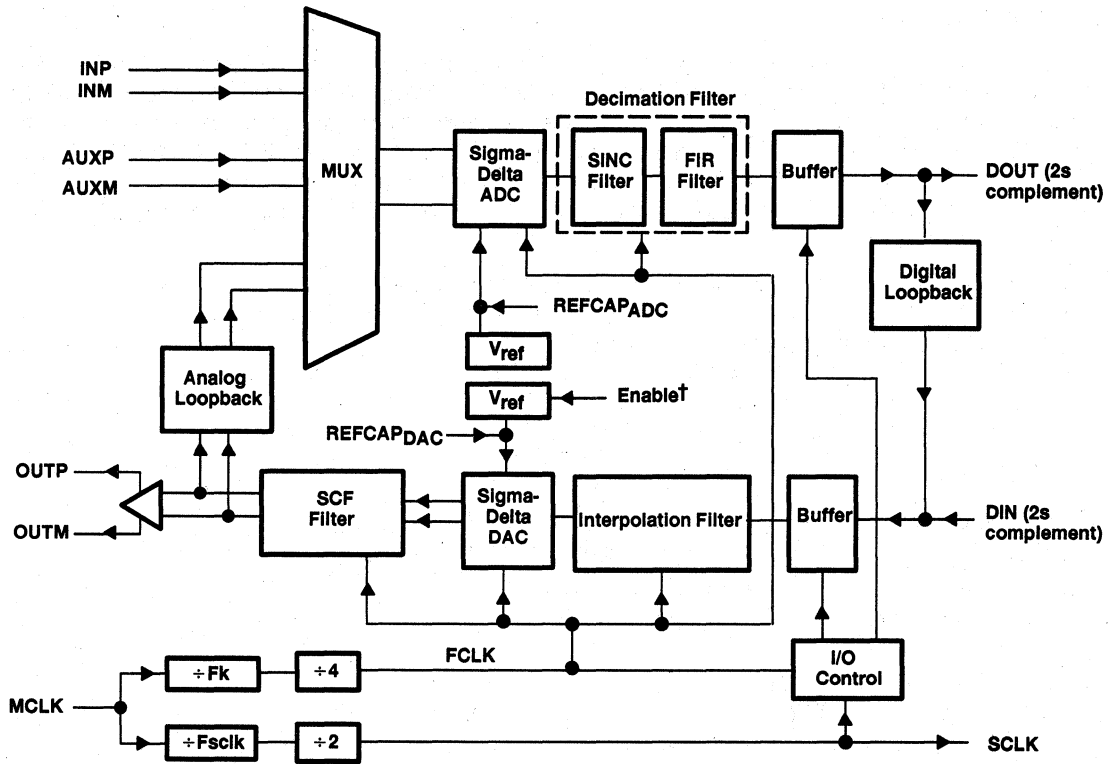 INP
INM
AUXP
AUXM
MUX
Decimation Filter
Sigma-
Delta
ADC
SINC
Filter
FIR
Filter
Buffer
DOUT (2s
complement)
Digital
Loopback
REFCAPADC
Vref
Analog
Loopback
Vref
Enable†
REFCAPDAC
OUTP
OUTM
SCF
Filter
Sigma-
Delta
DAC
Interpolation Filter
Buffer
DIN (2s
complement)
FCLK
I/O
Control
MCLK
÷Fk
÷4
÷Fsclk
÷2
SCLK